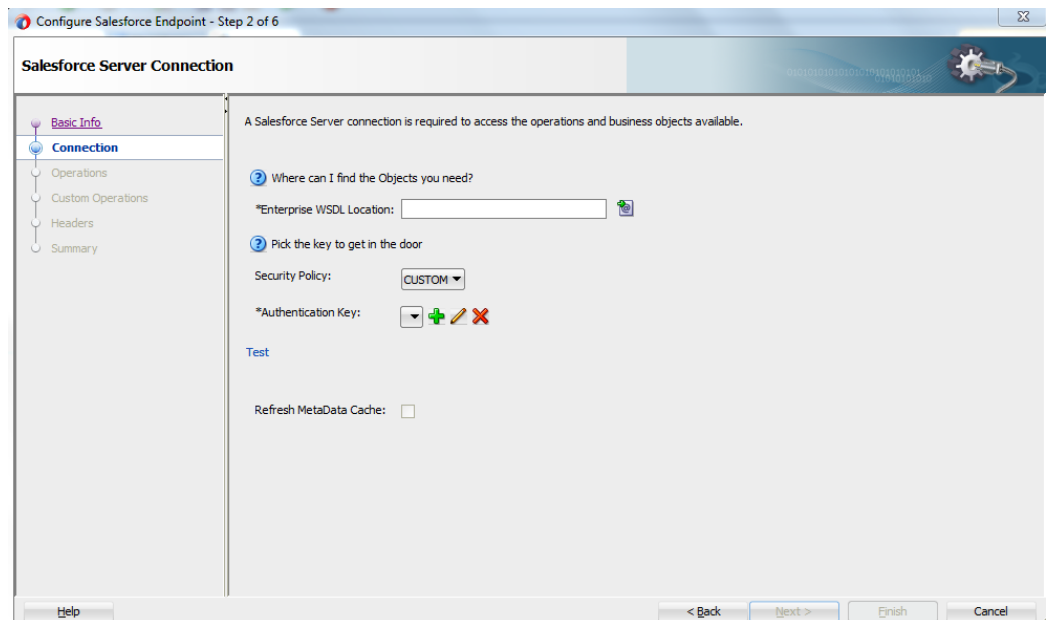 Configure Salesforce Endpoint - Step 2 of 6
Salesforce Server Connection
Basic Info
Connection
Operations
Custom Operations
Headers
Summary
A Salesforce Server connection is required to access the operations and business objects available.
Where can I find the Objects you need?
*Enterprise WSDL Location:
Pick the key to get in the door
Security Policy:
CUSTOM
*Authentication Key:
Test
Refresh MetaData Cache:
Help
< Back
Next >
Finish
Cancel